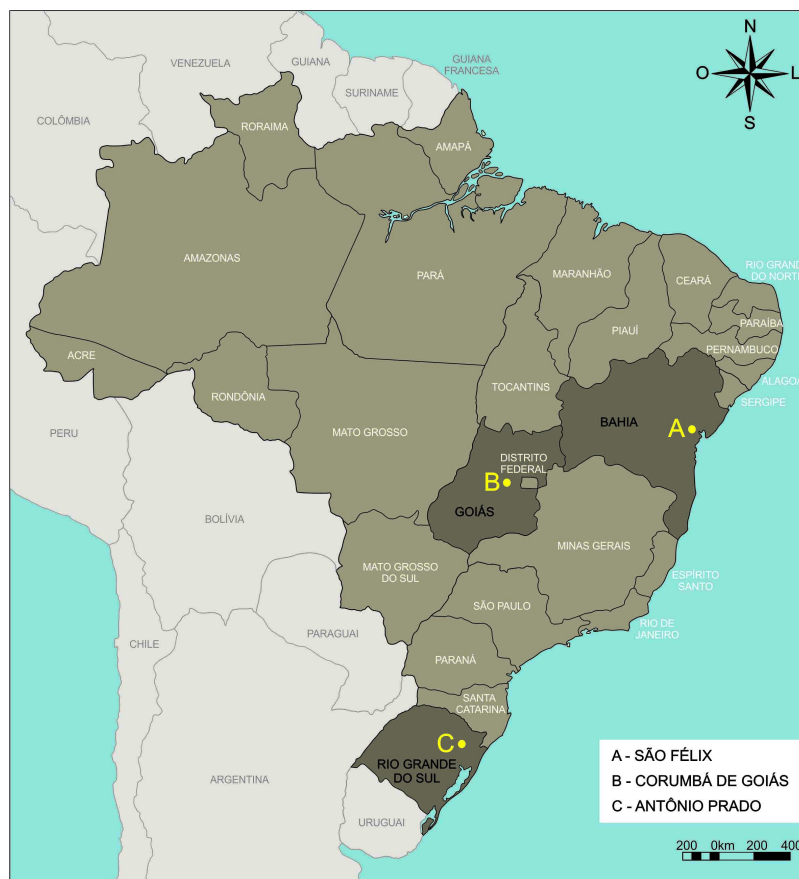 N
O
L
S
VENEZUELA
GUIANA
GUIANA
FRANCESA
SURINAME
COLÔMBIA
RORAIMA
AMAPÁ
AMAZONAS
PARÁ
MARANHÃO
CEARÁ
RIO GRANDE
DO NORTE
PARAÍBA
PIAUÍ
PERNAMBUCO
ACRE
ALAGOA
RONDÔNIA
TOCANTINS
SERGIPE
BAHIA
A
PERU
MATO GROSSO
DISTRITO
FEDERAL
B
GOIÁS
BOLÍVIA
MINAS GERAIS
MATO GROSSO
DO SUL
ESPÍRITO
SANTO
SÃO PAULO
RIO DE
JANEIRO
PARAGUAI
CHILE
PARANÁ
SANTA
CATARINA
C
RIO GRANDE
DO SUL
ARGENTINA
URUGUAI
A - SÃO FÉLIX
B - CORUMBÁ DE GOIÁS
C - ANTÔNIO PRADO
200 0km 200 400